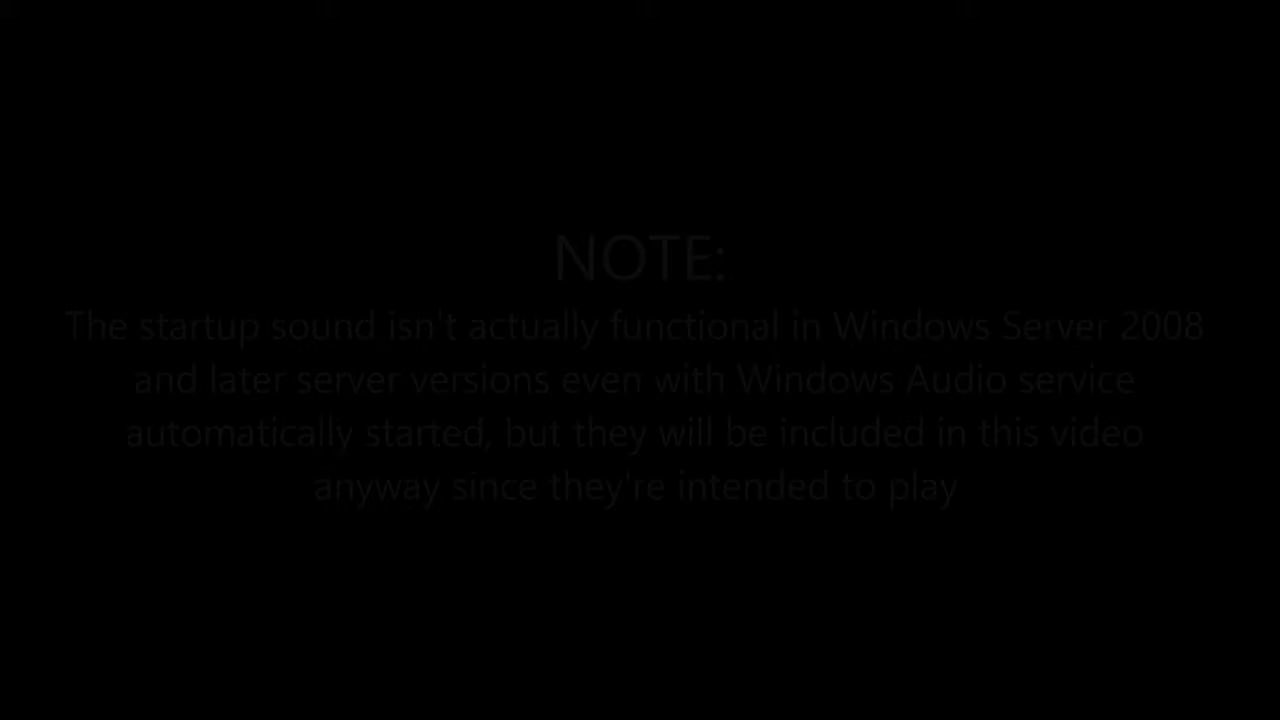 NOTE:
The startup sound isn't actually functional in Windows Server 2008
and later server versions even with Windows Audio service
automatically started, but they will be included in this video
anyway since they're intended to play